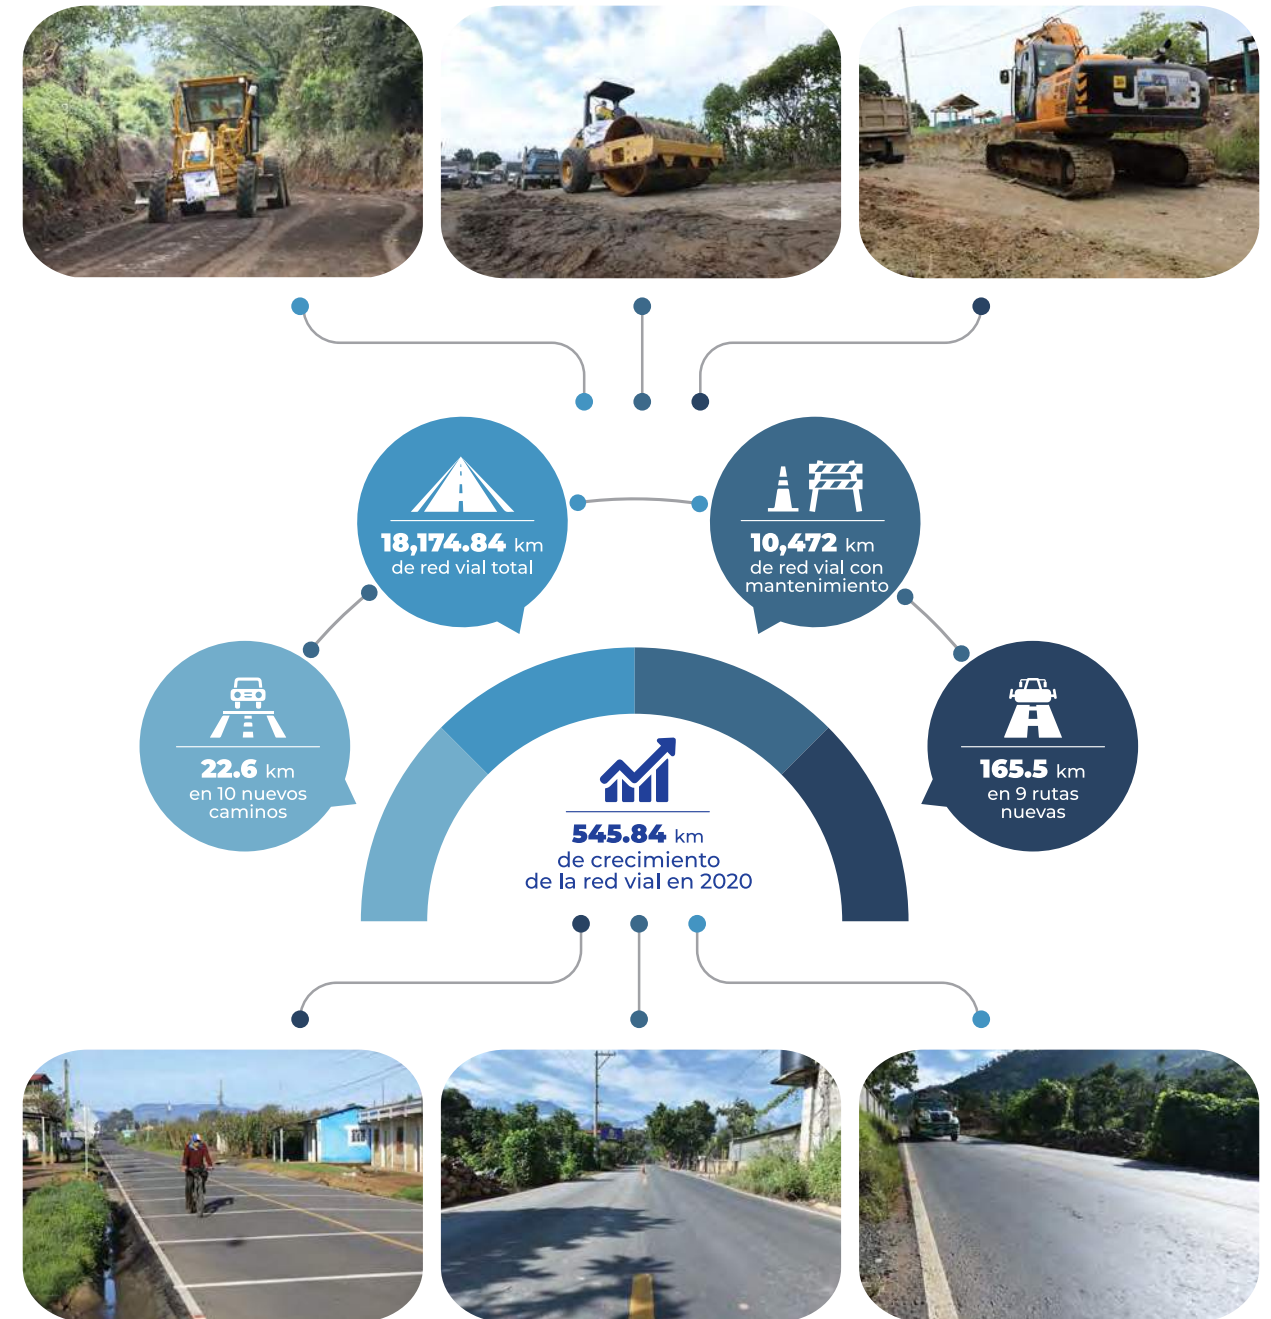 18,174.84 km
de red vial total
10,472 km
de red vial con
mantenimiento
22.6 km
en 10 nuevos
caminos
165.5 km
en 9 rutas
nuevas
545.84 km
de crecimiento
de la red vial en 2020